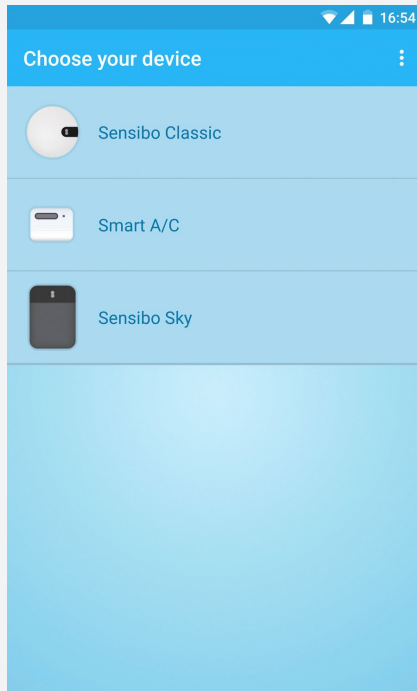 16:54
Choose your device
Sensibo Classic
Smart A/C
Sensibo Sky